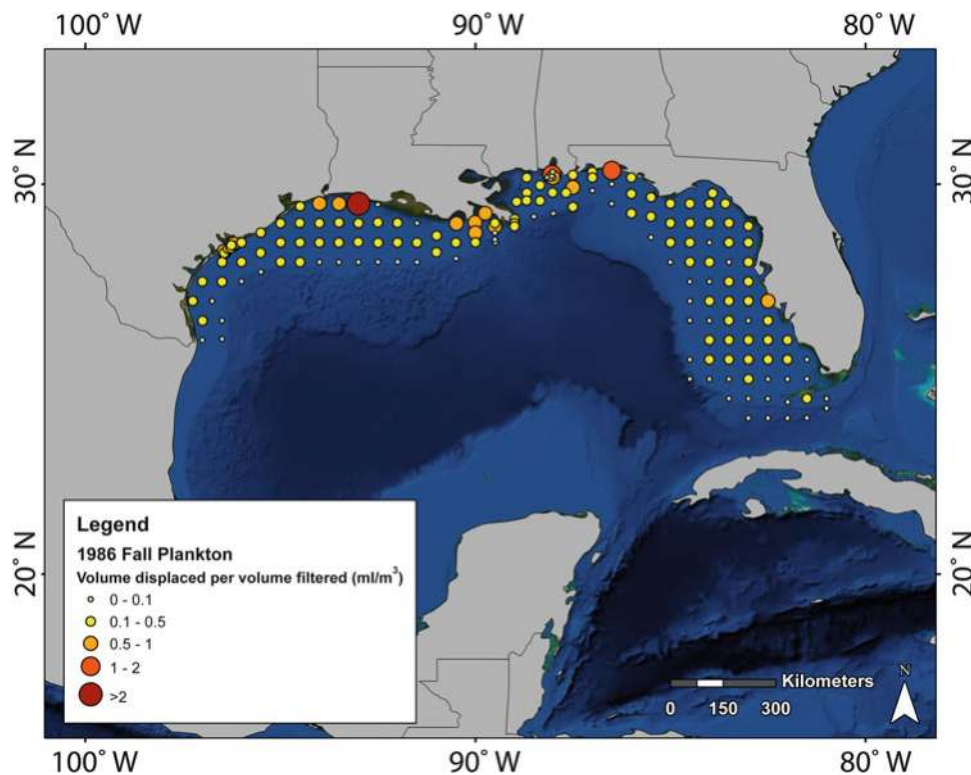 100° W 90° W 80° W
30° N 30° N
20° N 20° N
Legend
1986 Fall Plankton
Volume displaced per volume filtered (ml/m³)
0 - 0.1
0.1 - 0.5
0.5 - 1
1 - 2
>2
Kilometers
0 150 300
N
100° W 90° W 80° W